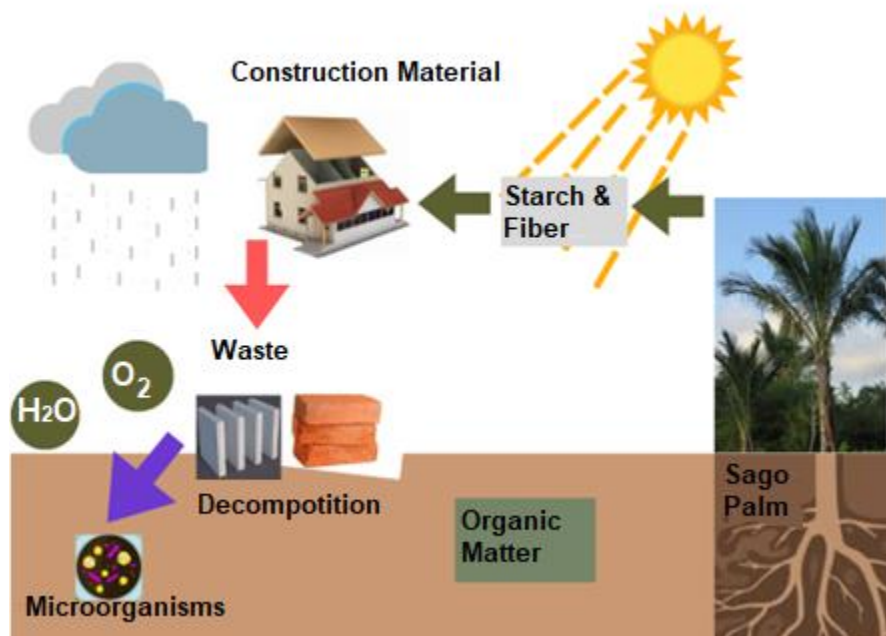 Construction Material
Starch &
Fiber
Waste
O2
H2O
Decompotition
Sago
Palm
Organic
Matter
Microorganisms